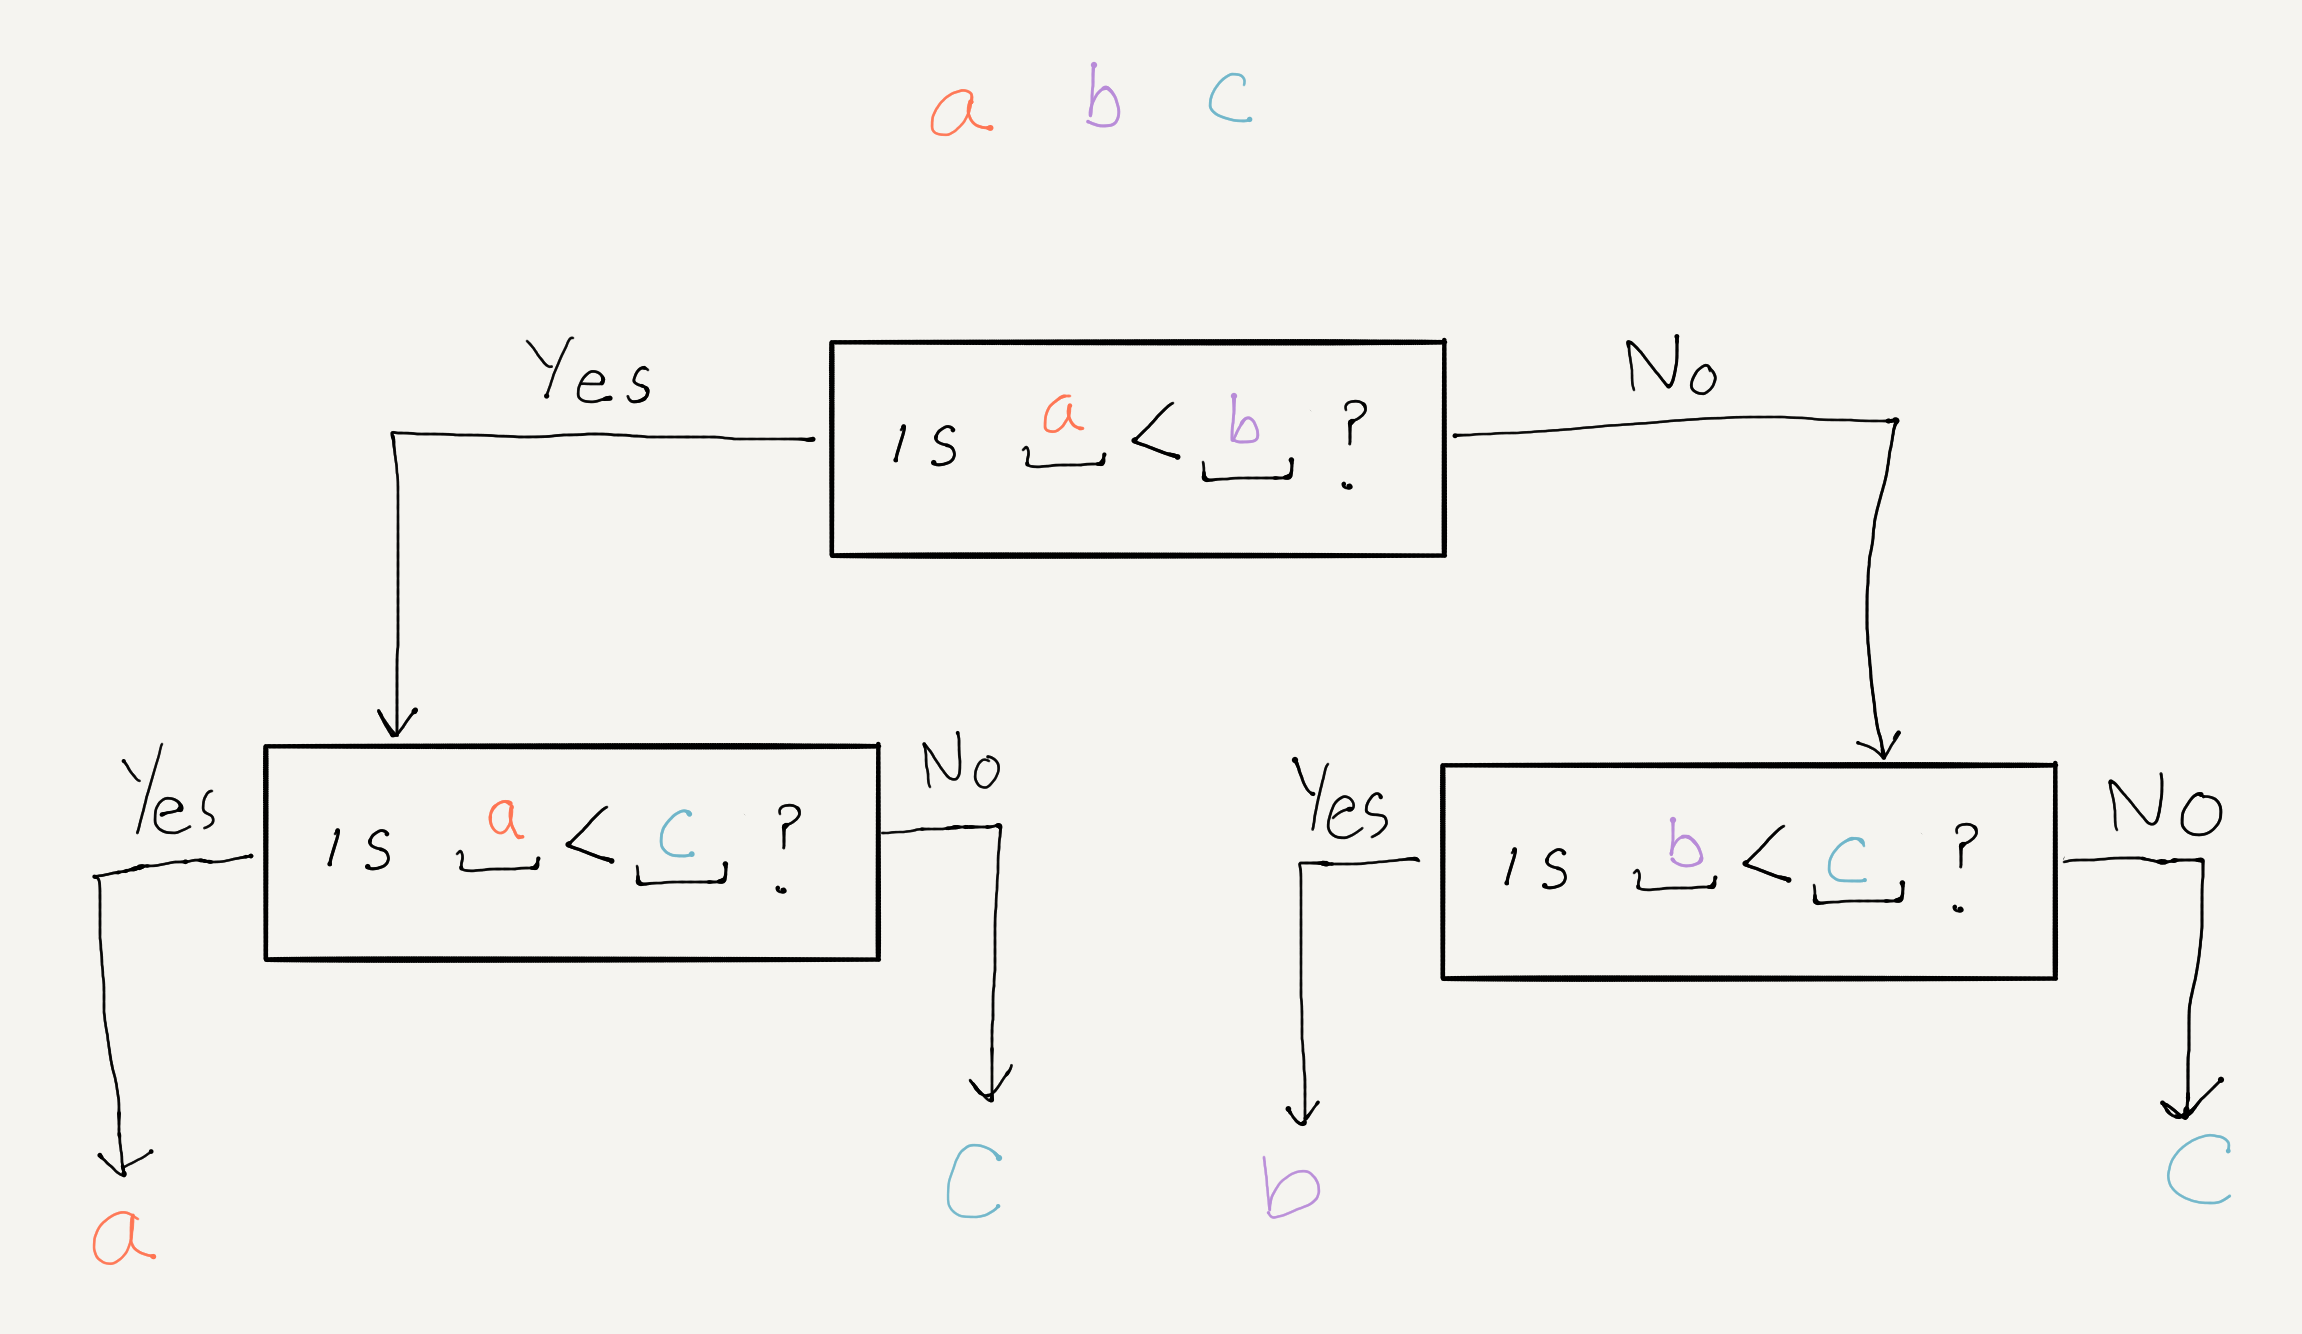 a b c
Yes
is a < b ?
No
Yes
is a < c ?
No
Yes
is b < c ?
No
a
c
b
c